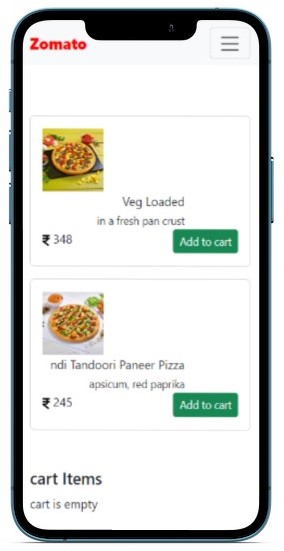 Zomato
Veg Loaded
in a fresh pan crust
₹ 348
Add to cart
ndi Tandoori Paneer Pizza
apsicum, red paprika
₹ 245
Add to cart
cart Items
cart is empty